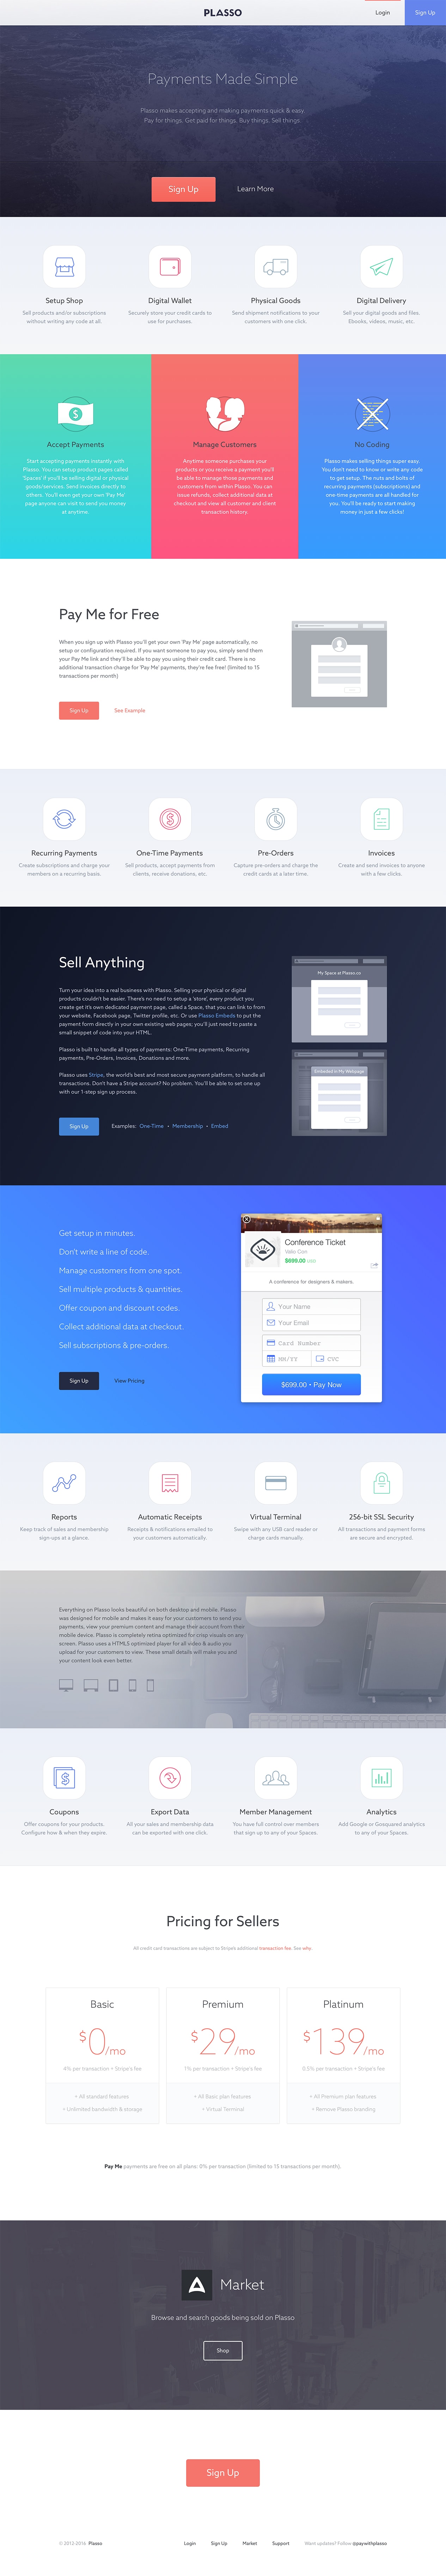 PLASSO
Login
Sign Up
Payments Made Simple
Plasso makes accepting and making payments quick & easy.
Pay for things. Get paid for things. Buy things. Sell things.
Sign Up
Learn More
Setup Shop
Sell products and/or subscriptions
without writing any code at all.
Digital Wallet
Securely store your credit cards to
use for purchases.
Physical Goods
Send shipment notifications to your
customers with one click.
Digital Delivery
Sell your digital goods and files.
Ebooks, videos, music, etc.
Accept Payments
Start accepting payments instantly with
Plasso. You can setup product pages called
'Spaces' if you'll be selling digital or physical
goods/services. Send invoices directly to
others. You'll even get your own 'Pay Me'
page anyone can visit to send you money
at anytime.
Manage Customers
Anytime someone purchases your
products or you receive a payment you'll
be able to manage those payments and
customers from within Plasso. You can
issue refunds, collect additional data at
checkout and view all customer and client
transaction history.
No Coding
Plasso makes selling things super easy.
You don't need to know or write any code
to get setup. The nuts and bolts of
recurring payments (subscriptions) and
one-time payments are all handled for
you. You'll be ready to start making
money in just a few clicks!
Pay Me for Free
When you sign up with Plasso you'll get your own 'Pay Me' page automatically, no
setup or configuration required. If you want someone to pay you, simply send them
your Pay Me link and they'll be able to pay you using their credit card. There is no
additional transaction charge for 'Pay Me' payments, they're free! (limited to 15
transactions per month)
Sign Up
See Example
Recurring Payments
Create subscriptions and charge your
members on a recurring basis.
One-Time Payments
Sell products, accept payments from
clients, receive donations, etc.
Pre-Orders
Capture pre-orders and charge the
credit cards at a later time.
Invoices
Create and send invoices to anyone
with a few clicks.
Sell Anything
Turn your idea into a real business with Plasso. Selling your physical or digital
products couldn't be easier. There's no need to setup a 'store', every product you
create get it's own dedicated payment page, called a Space, that you can link to from
your website, Facebook page, Twitter profile, etc. Or use Plasso Embeds to put the
payment form directly in your own existing web pages; you'll just need to paste a
small snippet of code into your HTML.
Plasso is built to handle all types of payments: One-Time payments, Recurring
payments, Pre-Orders, Invoices, Donations and more.
Plasso uses Stripe, the world's best and most secure payment platform, to handle all
transactions. Don't have a Stripe account? No problem. You'll be able to set one up
with our 1-step sign up process.
Sign Up
Examples: One-Time • Membership • Embed
My Space at Plasso.co
Embedded in My Webpage
Get setup in minutes.
Don't write a line of code.
Manage customers from one spot.
Sell multiple products & quantities.
Offer coupon and discount codes.
Collect additional data at checkout.
Sell subscriptions & pre-orders.
Sign Up
View Pricing
Conference Ticket
$699.00 USD
A conference for designers & makers.
Your Name
Your Email
Card Number
MM/YY
CVC
$699.00 • Pay Now
Reports
Keep track of sales and membership
sign-ups at a glance.
Automatic Receipts
Receipts & notifications emailed to
your customers automatically.
Virtual Terminal
Swipe with any USB card reader or
charge cards manually.
256-bit SSL Security
All transactions and payment forms
are secure and encrypted.
Everything on Plasso looks beautiful on both desktop and mobile. Plasso
was designed for mobile and makes it easy for your customers to send you
payments, view your premium content and manage their account from their
mobile device. Plasso is completely retina optimized for crisp visuals on any
screen. Plasso uses a HTML5 optimised player for all video & audio you
upload for your customers to view. These small details will make you and
your content look even better.
Coupons
Offer coupons for your products.
Configure how & when they expire.
Export Data
All your sales and membership data
can be exported with one click.
Member Management
You have full control over members
that sign up to any of your Spaces.
Analytics
Add Google or Gosquared analytics
to any of your Spaces.
Pricing for Sellers
All credit card transactions are subject to Stripe's additional transaction fee. See why.
Basic
$0/mo
4% per transaction + Stripe's fee
+ All standard features
+ Unlimited bandwidth & storage
Premium
$29/mo
1% per transaction + Stripe's fee
+ All Basic plan features
+ Virtual Terminal
Platinum
$139/mo
0.5% per transaction + Stripe's fee
+ All Premium plan features
+ Remove Plasso branding
Pay Me payments are free on all plans: 0% per transaction (limited to 15 transactions per month).
Market
Browse and search goods being sold on Plasso
Shop
Sign Up
© 2012-2016 Plasso
Login
Sign Up
Market
Support
Want updates? Follow @paywithplasso